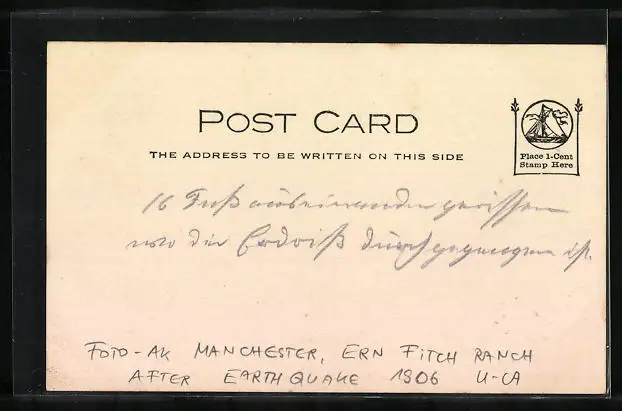 POST CARD
THE ADDRESS TO BE WRITTEN ON THIS SIDE
Place 1-Cent
Stamp Here
16 Fuß auseinander gerissen
wo der Erdriß durchgegangen ist.
FOTO-AK MANCHESTER, ERN FITCH RANCH
AFTER EARTHQUAKE 1906 U-CA